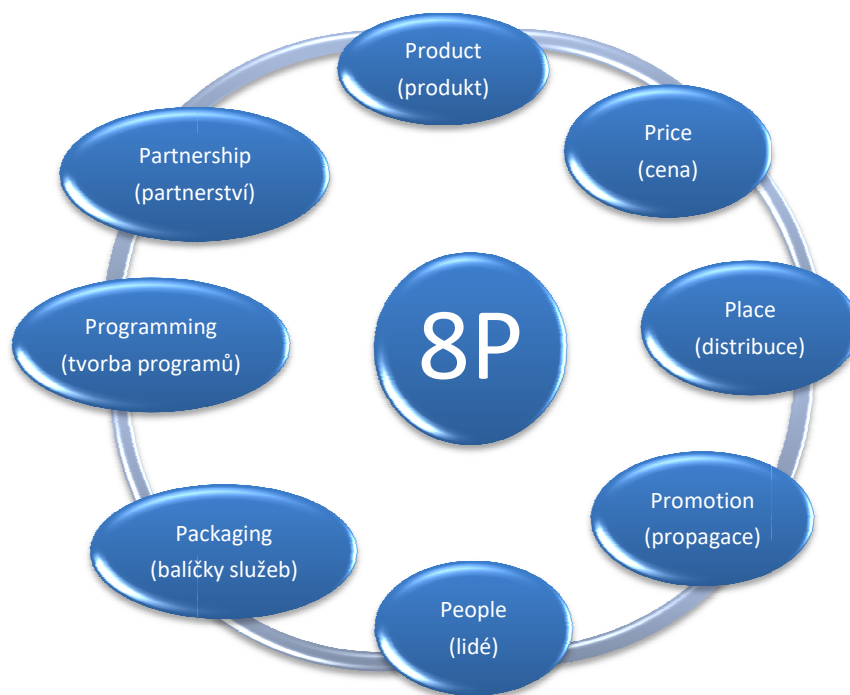 Product
(produkt)
Price
(cena)
Place
(distribuce)
Promotion
(propagace)
People
(lidé)
Packaging
(balíčky služeb)
Programming
(tvorba programů)
Partnership
(partnerství)
8P